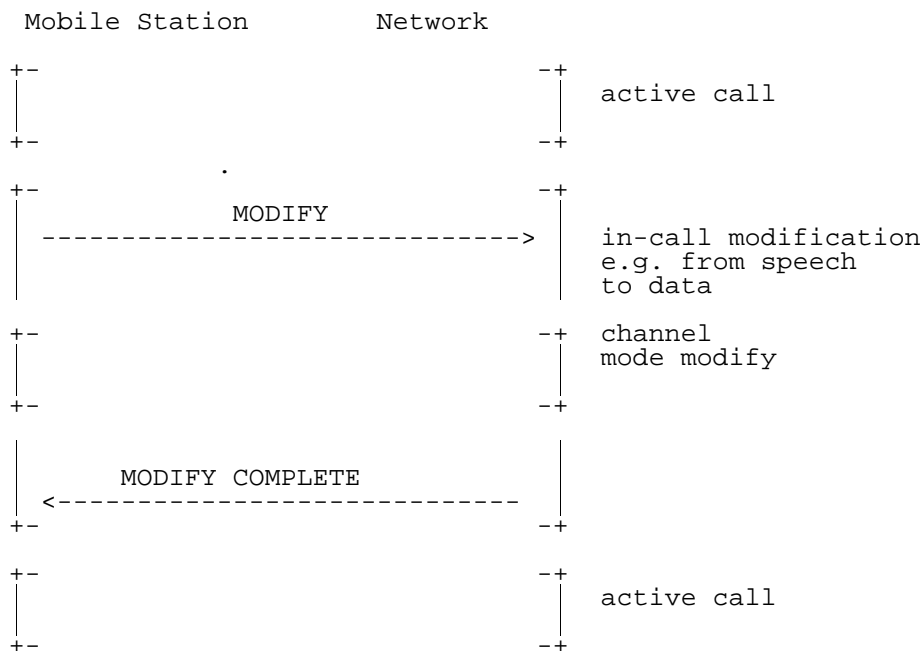 Mobile Station Network
+- -+
| | active call
+- -+
.
+- -+
| MODIFY |
| ------------------------------> | in-call modification
| | e.g. from speech
| | to data
+- -+ channel
| | mode modify
+- -+
| |
| MODIFY COMPLETE |
| <----------------------------- |
+- -+
+- -+
| | active call
+- -+